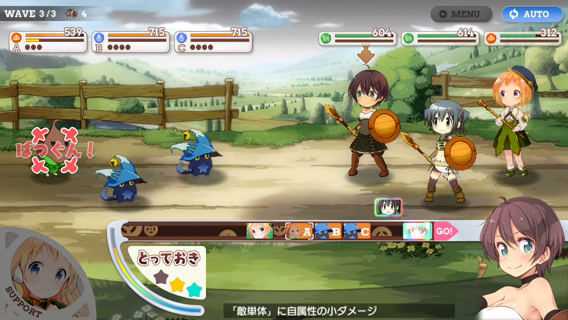 WAVE 3/3 4
MENU
AUTO
539
715
715
604
614
312
A
B
C
ばつぐん!
A B C GO!
とっておき
SUPPORT
「敵単体」に自属性の小ダメージ